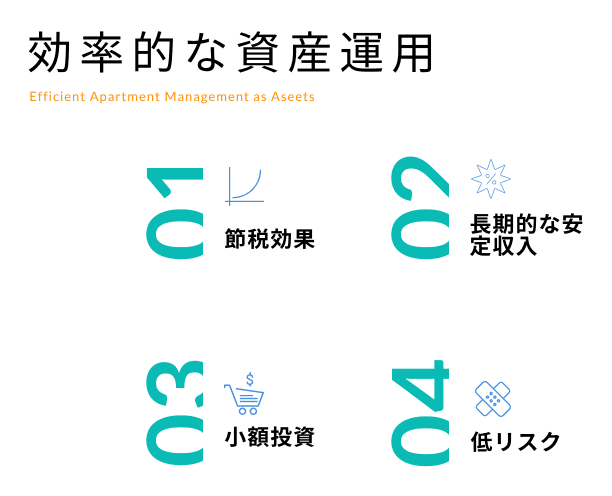 効率的な資産運用
Efficient Apartment Management as Aseets
01
節税効果
02
%
長期的な安
定収入
03
$
小額投資
04
低リスク